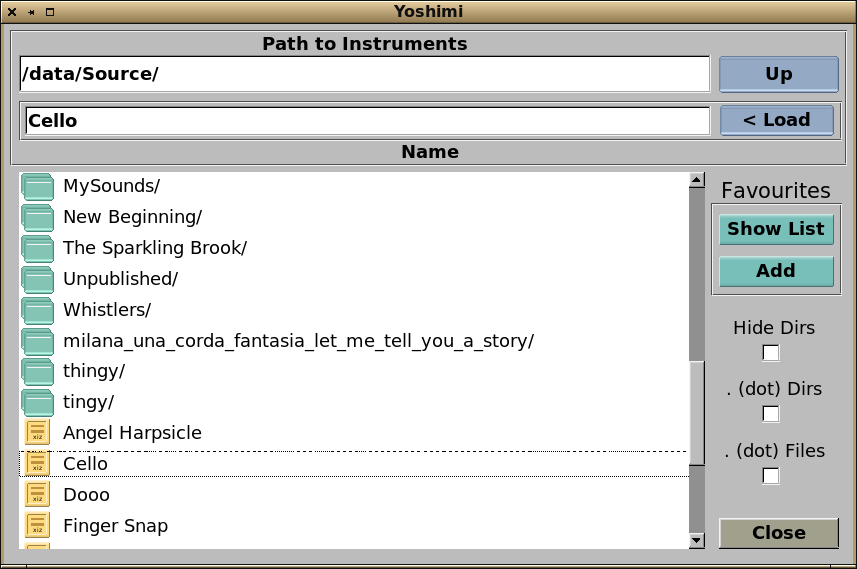 Yoshimi
Path to Instruments
/data/Source/
Up
Cello
< Load
Name
MySounds/
New Beginning/
The Sparkling Brook/
Unpublished/
Whistlers/
milana_una_corda_fantasia_let_me_tell_you_a_story/
thingy/
tingy/
xiz Angel Harpsicle
xiz Cello
xiz Dooo
xiz Finger Snap
Favourites
Show List
Add
Hide Dirs
. (dot) Dirs
. (dot) Files
Close